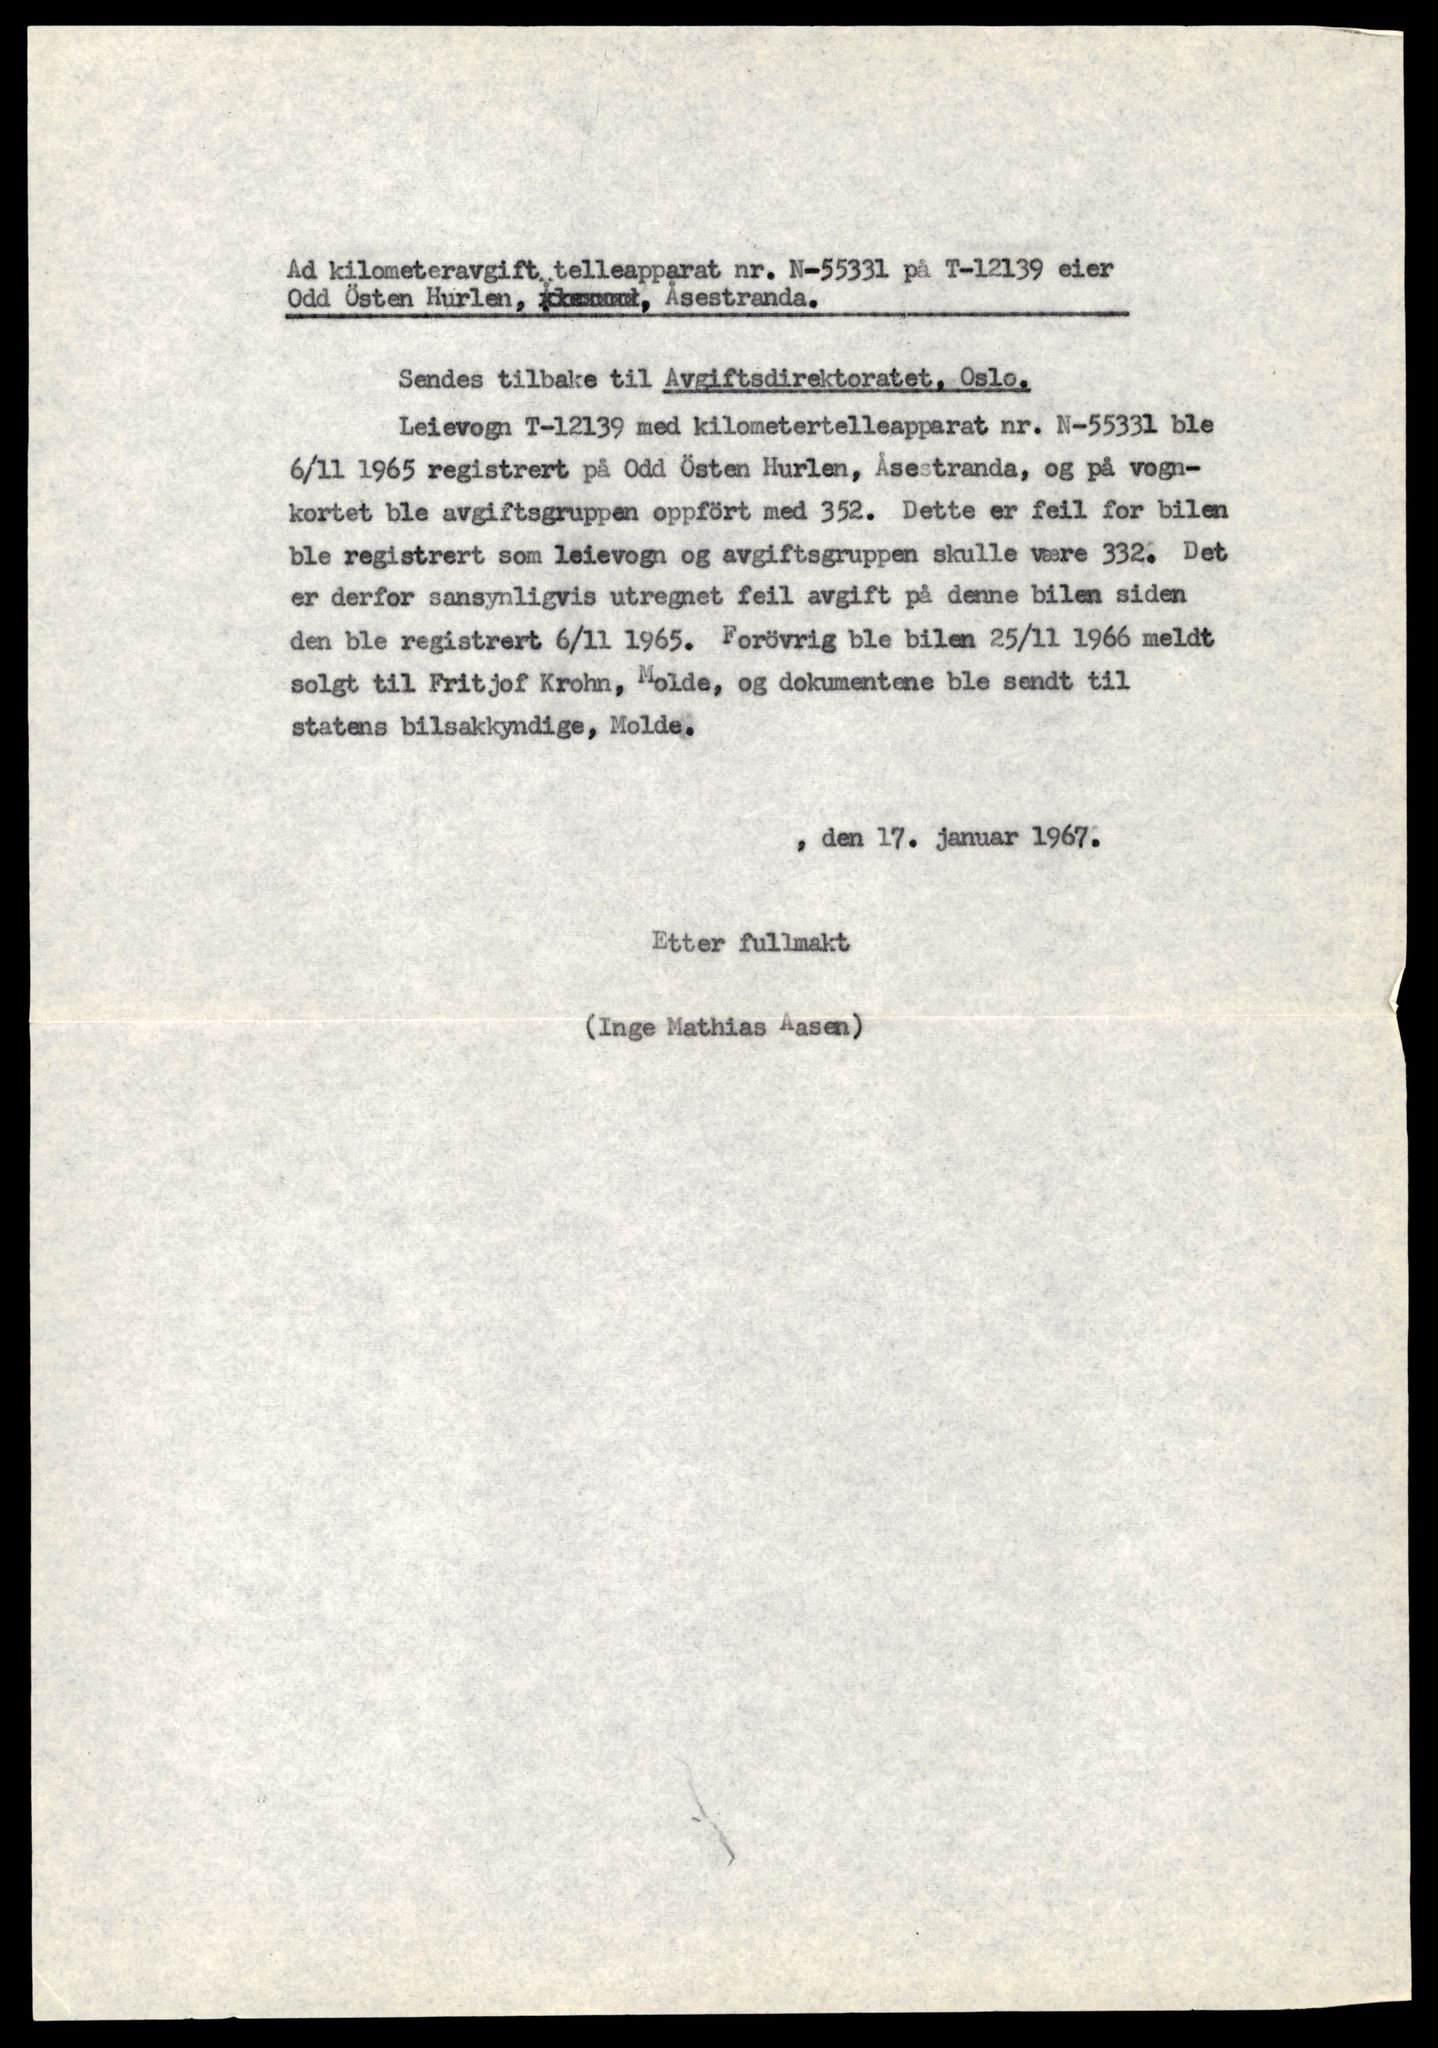 Ad kilometeravgift telleapparat nr. N-55331 på T-12139 eier
Odd Östen Hurlen, , Åsestranda.
Sendes tilbake til Avgiftsdirektoratet, Oslo.
Leievogn T-12139 med kilometertelleapparat nr. N-55331 ble
6/11 1965 registrert på Odd Östen Hurlen, Åsestranda, og på vogn-
kortet ble avgiftsgruppen oppfört med 352. Dette er feil for bilen
ble registrert som leievogn og avgiftsgruppen skulle være 332. Det
er derfor sansynligvis utregnet feil avgift på denne bilen siden
den ble registrert 6/11 1965. Forövrig ble bilen 25/11 1966 meldt
solgt til Fritjof Krohn, Molde, og dokumentene ble sendt til
statens bilsakkyndige, Molde.
, den 17. januar 1967.
Etter fullmakt
(Inge Mathias Aasen)